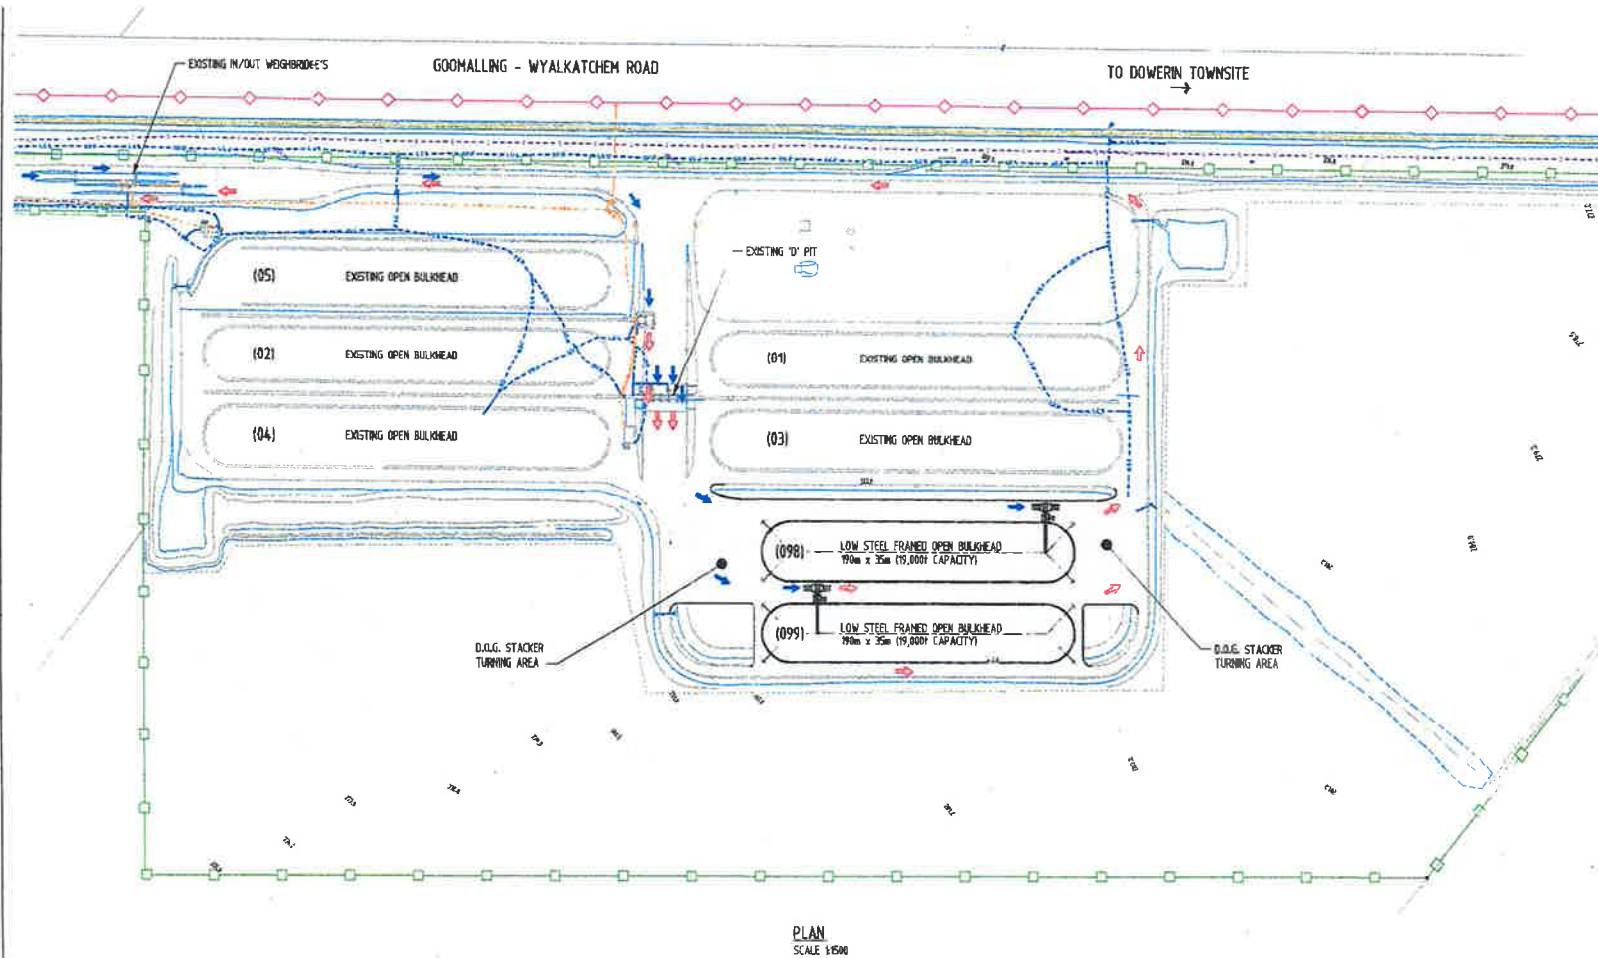 EXISTING IN/OUT WEIGHBRIDGE'S
GOOMALLING - WYALKATCHEM ROAD
TO DOWERIN TOWNSITE
EXISTING 'D' PIT
(05) EXISTING OPEN BULKHEAD
(02) EXISTING OPEN BULKHEAD
(01) EXISTING OPEN BULKHEAD
(04) EXISTING OPEN BULKHEAD
(03) EXISTING OPEN BULKHEAD
(098) LOW STEEL FRAMED OPEN BULKHEAD
190m x 35m (19,000t CAPACITY)
(099) LOW STEEL FRAMED OPEN BULKHEAD
190m x 35m (19,000t CAPACITY)
D.O.G. STACKER
TURNING AREA
D.O.G. STACKER
TURNING AREA
PLAN
SCALE 1:1500